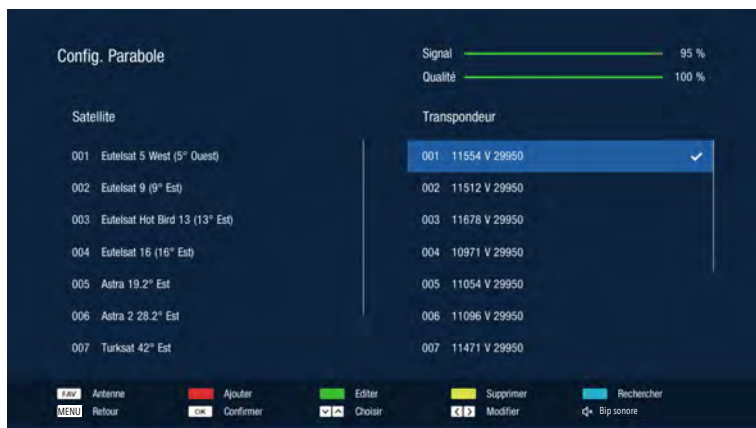 Config. Parabole
Signal 95 %
Qualité 100 %
Satellite
Transpondeur
001 Eutelsat 5 West (5° Ouest)
001 11554 V 29950
002 Eutelsat 9 (9° Est)
002 11512 V 29950
003 Eutelsat Hot Bird 13 (13° Est)
003 11678 V 29950
004 Eutelsat 16 (16° Est)
004 10971 V 29950
005 Astra 19.2° Est
005 11054 V 29950
006 Astra 2 28.2° Est
006 11096 V 29950
007 Turksat 42° Est
007 11471 V 29950
FAV Antenne Ajouter Editer Supprimer Rechercher
MENU Retour OK Confirmer Choisir Modifier Bip sonore